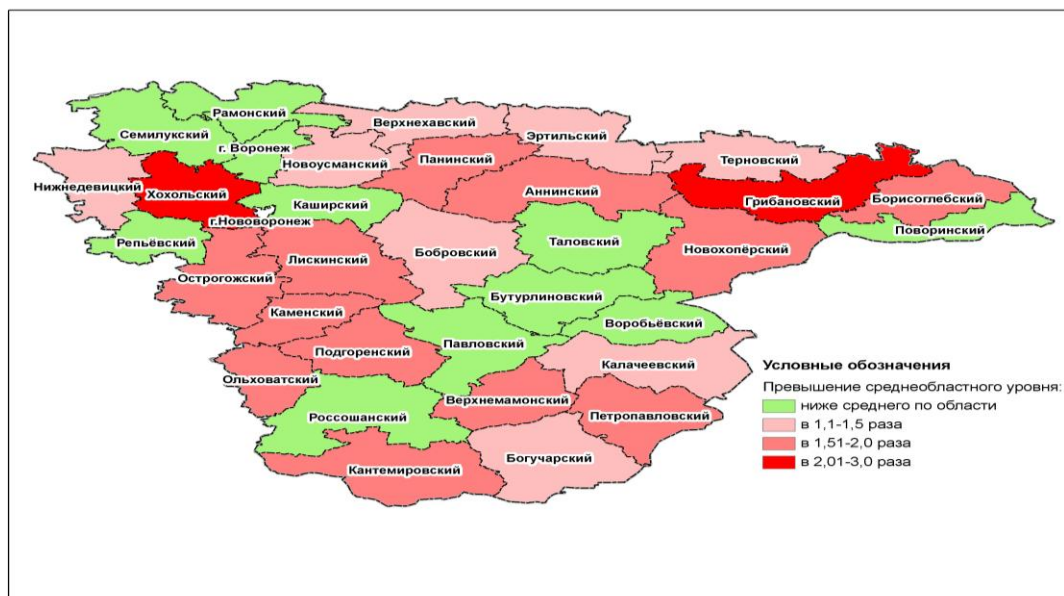 Рамонский
Семилукский
Верхнехавский
Эртильский
г. Воронеж
Новоусманский
Панинский
Терновский
Нижнедевицкий
Хохольский
Аннинский
Грибановский
Борисоглебский
Каширский
г.Нововоронеж
Поворинский
Репьёвский
Таловский
Новохопёрский
Бобровский
Лискинский
Острогожский
Бутурлиновский
Каменский
Воробьёвский
Павловский
Подгоренский
Калачеевский
Ольховатский
Верхнемамонский
Россошанский
Петропавловский
Богучарский
Кантемировский
Условные обозначения
Превышение среднеобластного уровня:
ниже среднего по области
в 1,1-1,5 раза
в 1,51-2,0 раза
в 2,01-3,0 раза